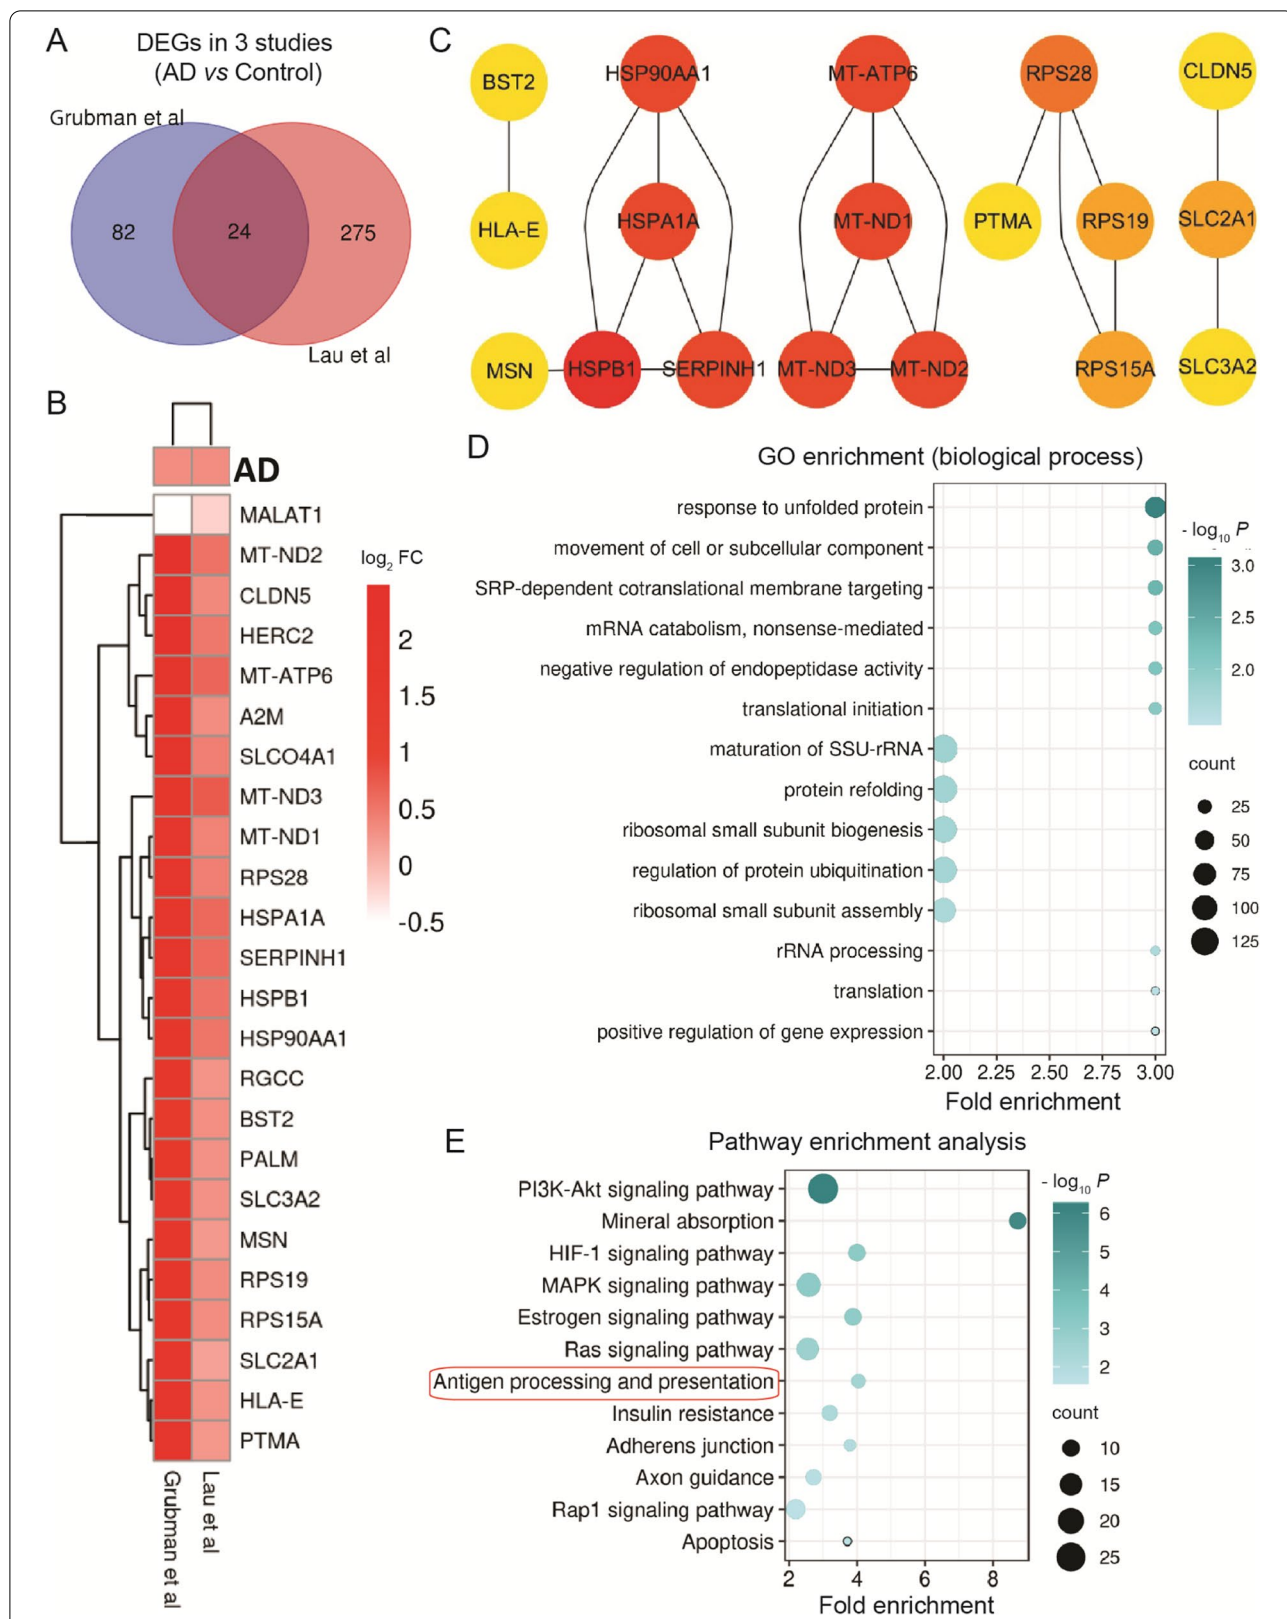 A
DEGs in 3 studies
(AD vs Control)
Grubman et al
82
24
275
Lau et al
B
AD
MALAT1
MT-ND2
CLDN5
HERC2
MT-ATP6
A2M
SLCO4A1
MT-ND3
MT-ND1
RPS28
HSPA1A
SERPINH1
HSPB1
HSP90AA1
RGCC
BST2
PALM
SLC3A2
MSN
RPS19
RPS15A
SLC2A1
HLA-E
PTMA
Grubman et al
Lau et al
log2 FC
2
1.5
1
0.5
0
-0.5
C
BST2
HSP90AA1
MT-ATP6
RPS28
CLDN5
HLA-E
HSPA1A
MT-ND1
PTMA
RPS19
SLC2A1
MSN
HSPB1
SERPINH1
MT-ND3
MT-ND2
RPS15A
SLC3A2
D
GO enrichment (biological process)
response to unfolded protein
movement of cell or subcellular component
SRP-dependent cotranslational membrane targeting
mRNA catabolism, nonsense-mediated
negative regulation of endopeptidase activity
translational initiation
maturation of SSU-rRNA
protein refolding
ribosomal small subunit biogenesis
regulation of protein ubiquitination
ribosomal small subunit assembly
rRNA processing
translation
positive regulation of gene expression
2.00 2.25 2.50 2.75 3.00
Fold enrichment
- log10 P
3.0
2.5
2.0
count
25
50
75
100
125
E
Pathway enrichment analysis
PI3K-Akt signaling pathway
Mineral absorption
HIF-1 signaling pathway
MAPK signaling pathway
Estrogen signaling pathway
Ras signaling pathway
Antigen processing and presentation
Insulin resistance
Adherens junction
Axon guidance
Rap1 signaling pathway
Apoptosis
2 4 6 8
Fold enrichment
- log10 P
6
5
4
3
2
count
10
15
20
25